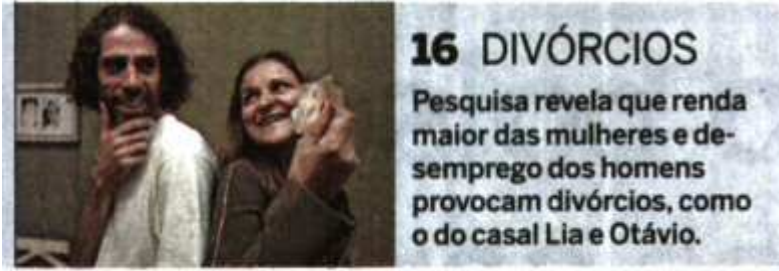 16 DIVÓRCIOS
Pesquisa revela que renda
maior das mulheres e de-
semprego dos homens
provocam divórcios, como
o do casal Lia e Otávio.